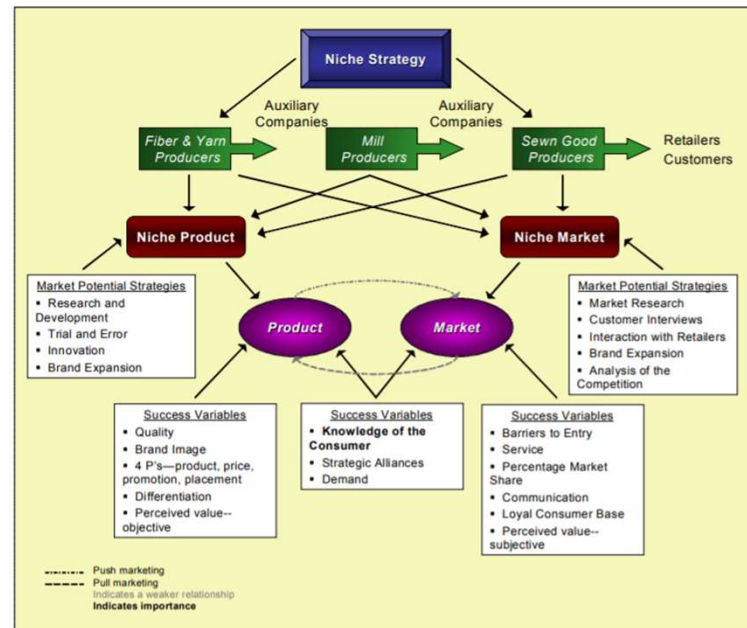 Niche Strategy
Auxiliary
Companies
Auxiliary
Companies
Fiber & Yarn
Producers
Mill
Producers
Sewn Good
Producers
Retailers
Customers
Niche Product
Niche Market
Market Potential Strategies
▪ Research and
Development
▪ Trial and Error
▪ Innovation
▪ Brand Expansion
Product
Market
Market Potential Strategies
▪ Market Research
▪ Customer Interviews
▪ Interaction with Retailers
▪ Brand Expansion
▪ Analysis of the
Competition
Success Variables
▪ Quality
▪ Brand Image
▪ 4 P's—product, price,
promotion, placement
▪ Differentiation
▪ Perceived value--
objective
Success Variables
▪ Knowledge of the
Consumer
▪ Strategic Alliances
▪ Demand
Success Variables
▪ Barriers to Entry
▪ Service
▪ Percentage Market
Share
▪ Communication
▪ Loyal Consumer Base
▪ Perceived value--
subjective
Push marketing
Pull marketing
Indicates a weaker relationship
Indicates importance